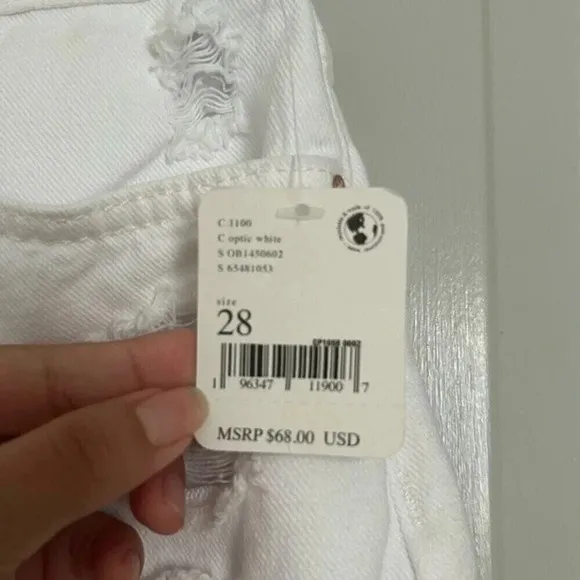 C 1100
C optic white
S OB1450602
S 65481053
size
28
1 96347 11900 7
MSRP $68.00 USD